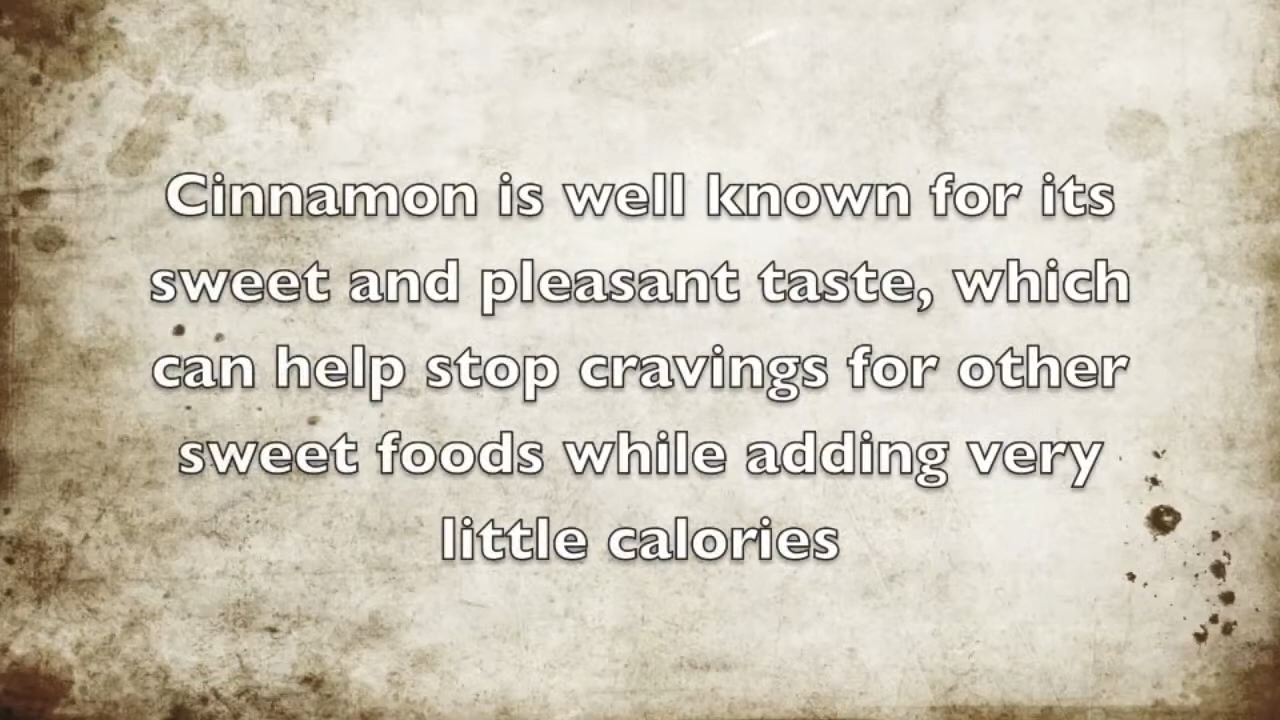 Cinnamon is well known for its
sweet and pleasant taste, which
can help stop cravings for other
sweet foods while adding very
little calories